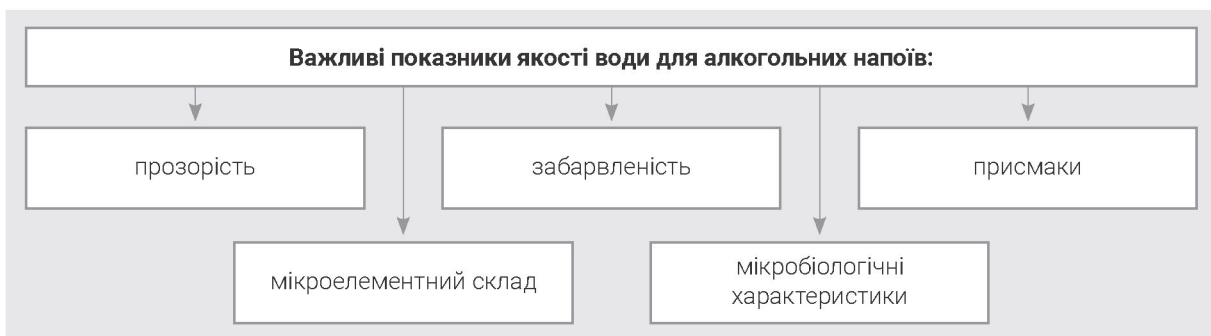 Важливі показники якості води для алкогольних напоїв:
прозорість
забарвленість
присмаки
мікроелементний склад
мікробіологічні
характеристики